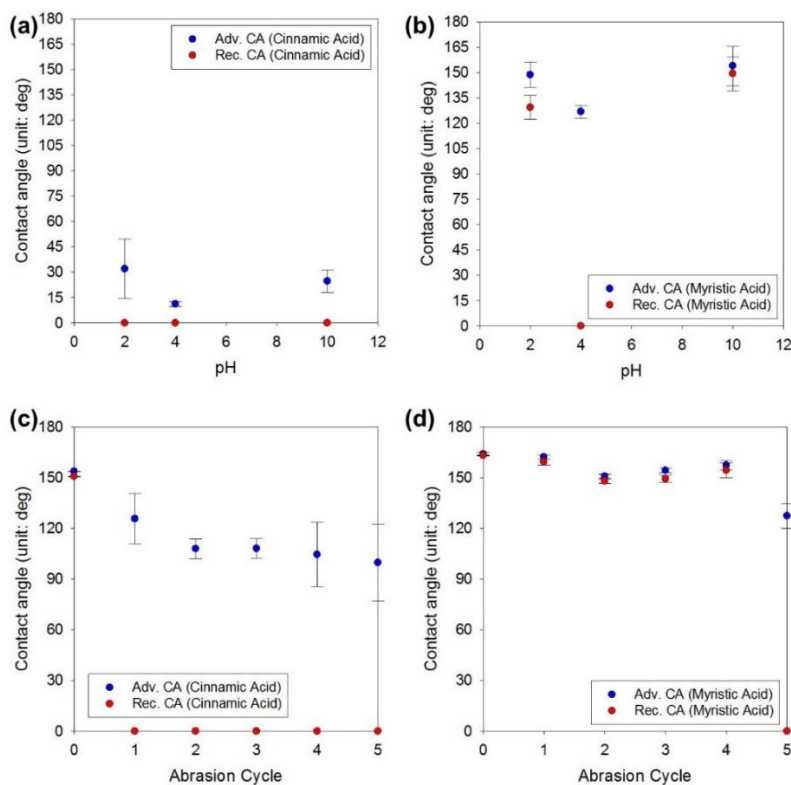 (a)
180
165
150
135
120
105
90
75
60
45
30
15
0
Contact angle (unit: deg)
Adv. CA (Cinnamic Acid)
Rec. CA (Cinnamic Acid)
0 2 4 6 8 10 12
pH
(b)
180
165
150
135
120
105
90
75
60
45
30
15
0
Contact angle (unit: deg)
Adv. CA (Myristic Acid)
Rec. CA (Myristic Acid)
0 2 4 6 8 10 12
pH
(c)
180
150
120
90
60
30
0
Contact angle (unit: deg)
Adv. CA (Cinnamic Acid)
Rec. CA (Cinnamic Acid)
0 1 2 3 4 5
Abrasion Cycle
(d)
180
150
120
90
60
30
0
Contact angle (unit: deg)
Adv. CA (Myristic Acid)
Rec. CA (Myristic Acid)
0 1 2 3 4 5
Abrasion Cycle